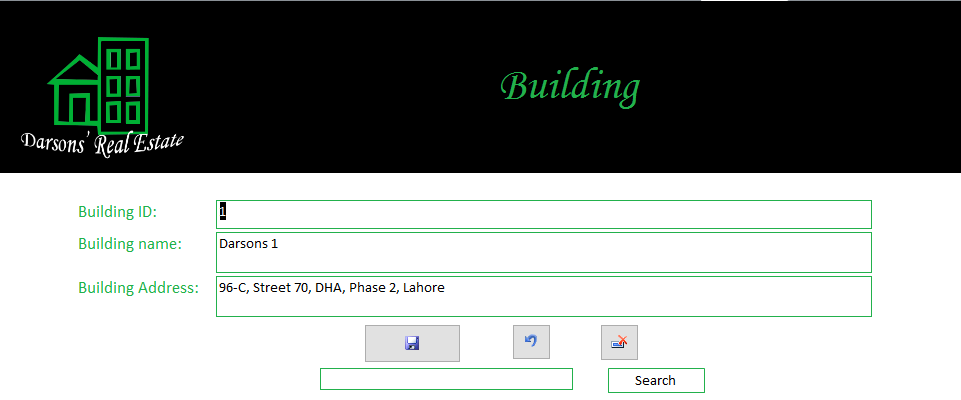 Building
Darsons' Real Estate
Building ID: 1
Building name: Darsons 1
Building Address: 96-C, Street 70, DHA, Phase 2, Lahore
Search